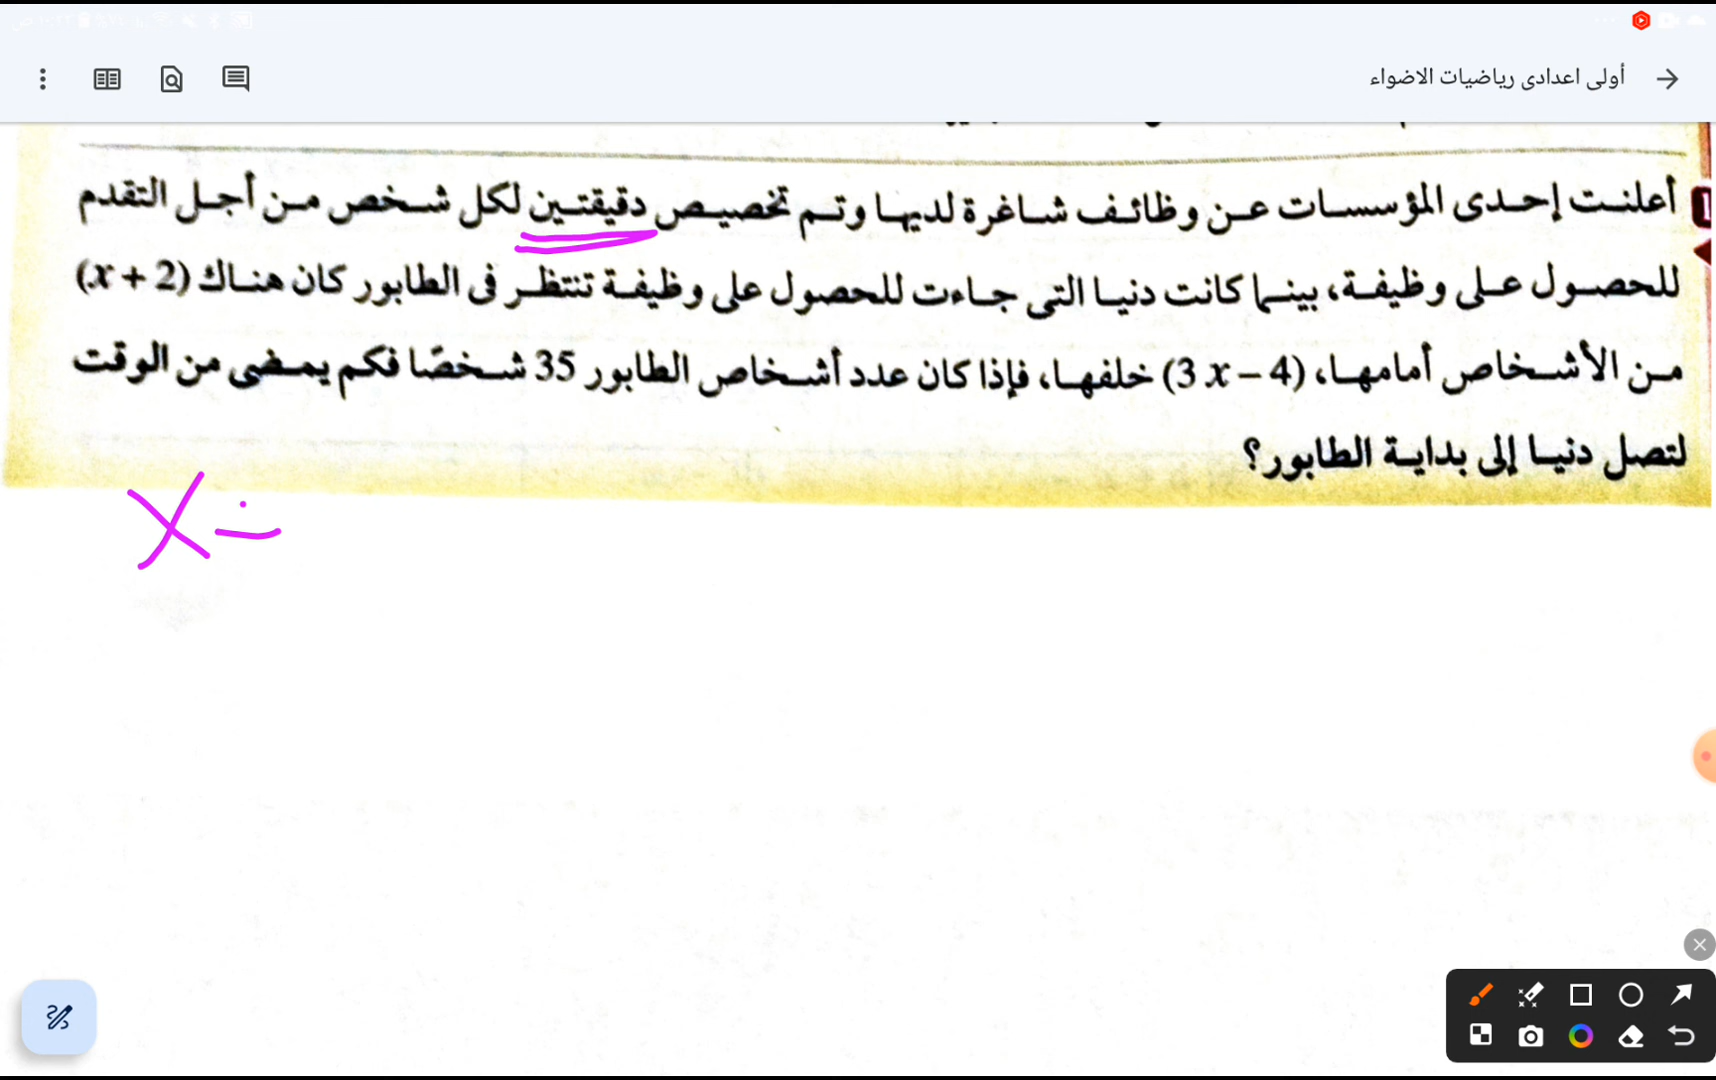 أولى اعدادى رياضيات الاضواء
أعلنت إحدى المؤسسات عن وظائف شاغرة لديها وتم تخصيص دقيقتين لكل شخص من أجل التقدم
للحصول على وظيفة، بينما كانت دنيا التى جاءت للحصول على وظيفة تنتظر فى الطابور كان هناك (x + 2)
من الأشخاص أمامها، (3 x – 4) خلفها، فإذا كان عدد أشخاص الطابور 35 شخصًا فكم يمضى من الوقت
لتصل دنيا إلى بداية الطابور؟
X